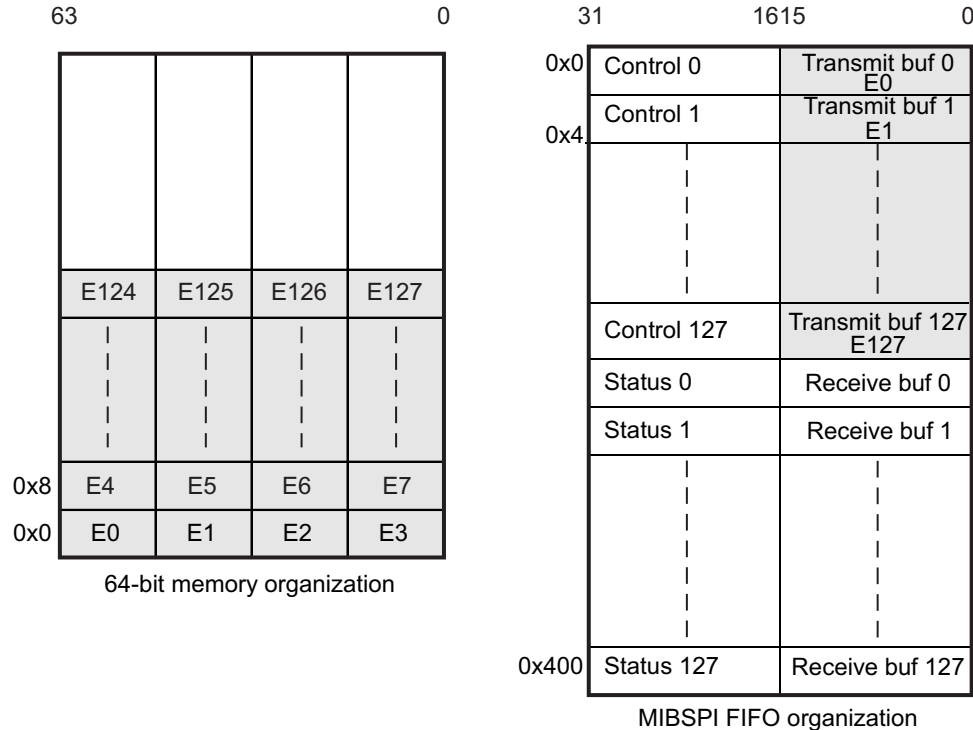 63 0
E124 E125 E126 E127
0x8 E4 E5 E6 E7
0x0 E0 E1 E2 E3
64-bit memory organization
31 1615 0
0x0 Control 0 Transmit buf 0
E0
Control 1 Transmit buf 1
0x4 E1
Control 127 Transmit buf 127
E127
Status 0 Receive buf 0
Status 1 Receive buf 1
0x400 Status 127 Receive buf 127
MIBSPI FIFO organization